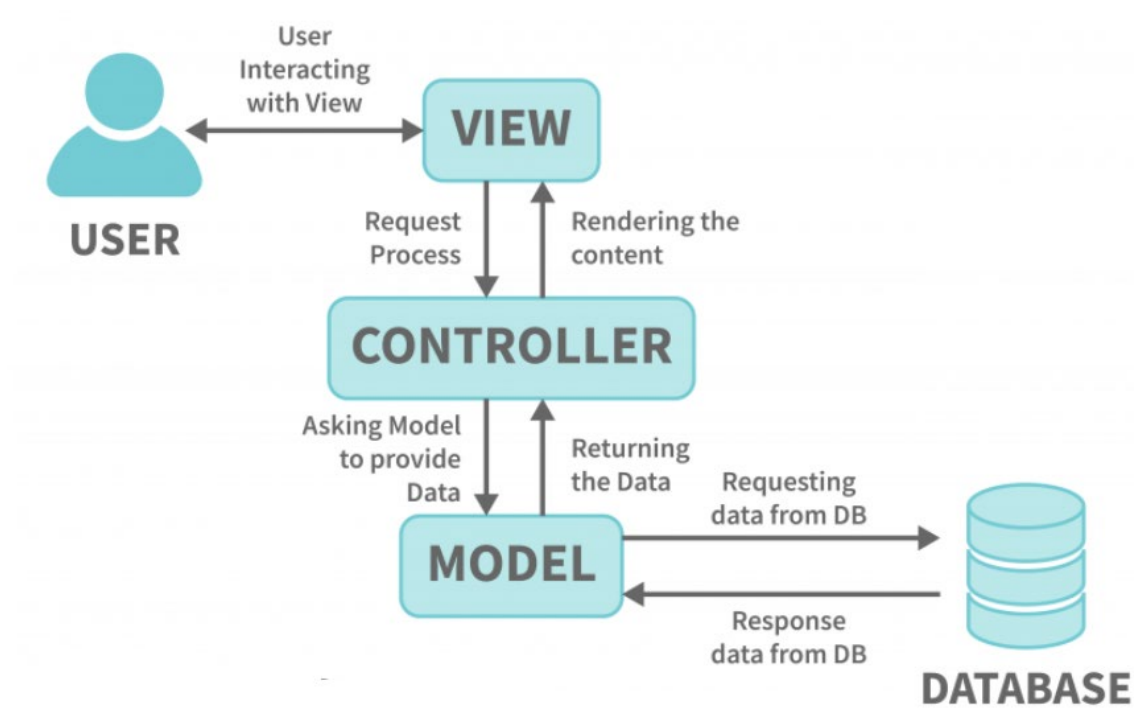 User
Interacting
with View
VIEW
USER
Request
Process
Rendering the
content
CONTROLLER
Asking Model
to provide
Data
Returning
the Data
Requesting
data from DB
MODEL
Response
data from DB
DATABASE